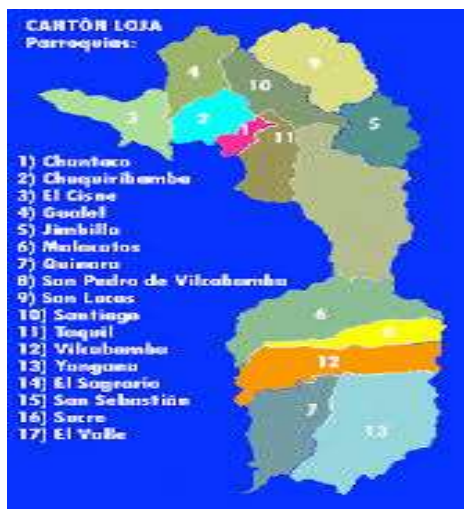 CANTÓN LOJA
Parroquias:
4
9
10
2
3
1
11
5
1) Chantaco
2) Chuquiribamba
3) El Cisne
4) Gualel
5) Jimbilla
6) Malacatos
7) Quinara
8) San Pedro de Vilcabamba
9) San Lucas
10) Santiago
11) Taquil
12) Vilcabamba
13) Yangana
14) El Sagrario
15) San Sebastián
16) Sucre
17) El Valle
6
8
12
7
13